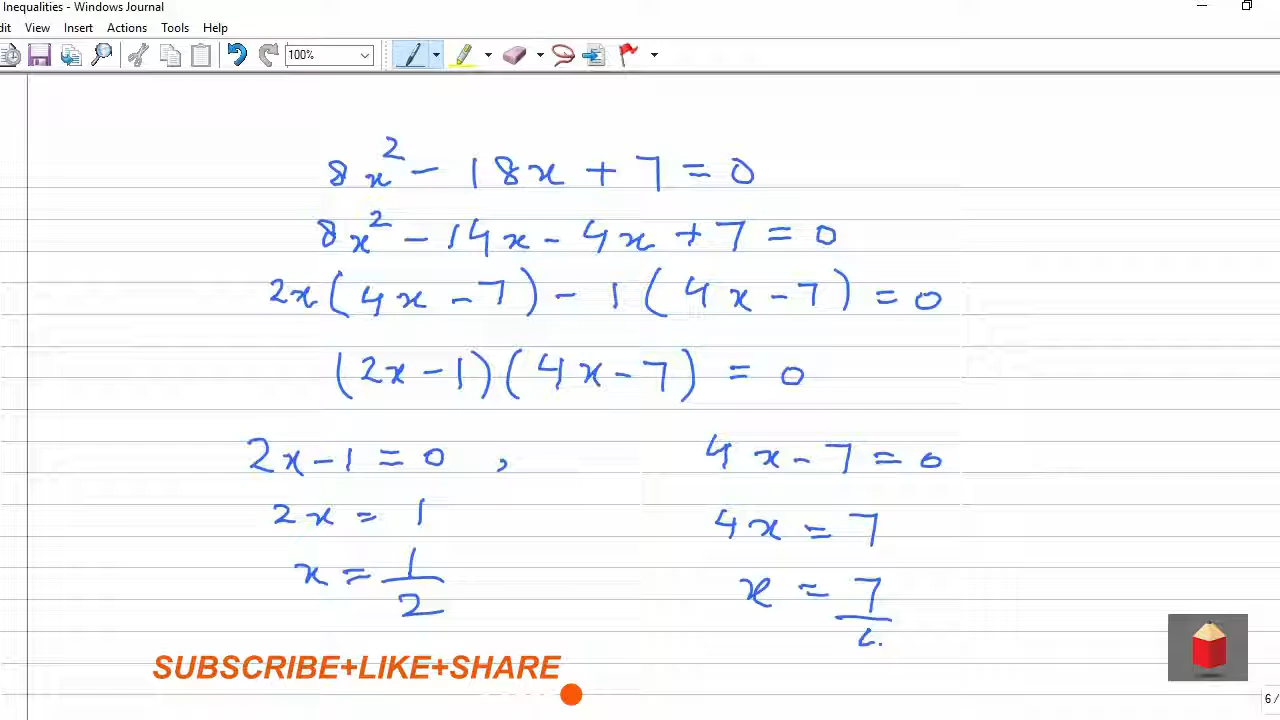 Inequalities - Windows Journal
dit View Insert Actions Tools Help
100%
8x² - 18x + 7 = 0
8x² - 14x - 4x + 7 = 0
2x(4x - 7) - 1(4x - 7) = 0
(2x - 1)(4x - 7) = 0
2x - 1 = 0 , 4x - 7 = 0
2x = 1 4x = 7
x = 1/2 x = 7/
SUBSCRIBE+LIKE+SHARE
6/